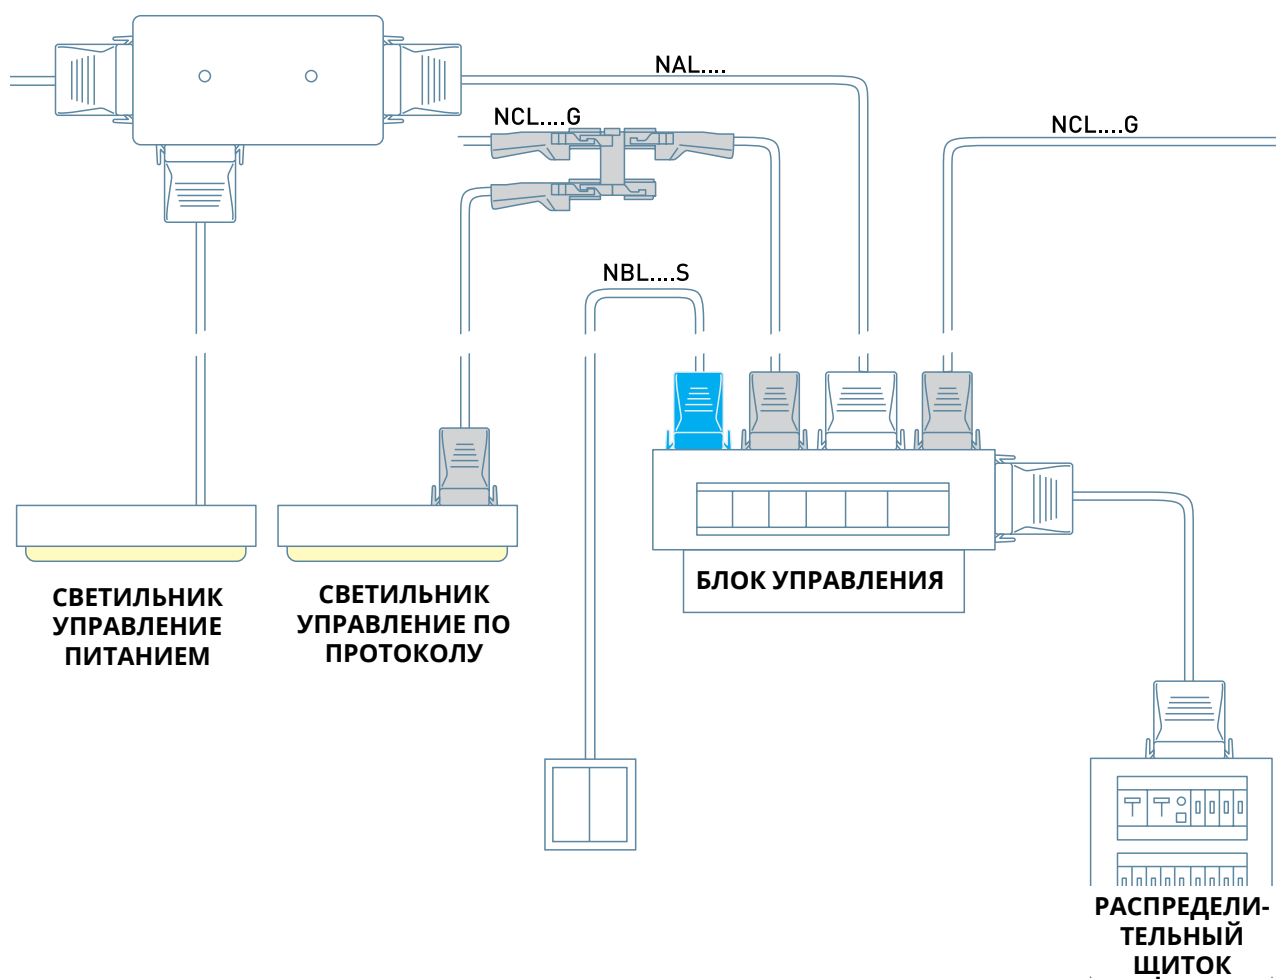 NAL....
NCL....G
NCL....G
NBL....S
БЛОК УПРАВЛЕНИЯ
СВЕТИЛЬНИК
УПРАВЛЕНИЕ
ПИТАНИЕМ
СВЕТИЛЬНИК
УПРАВЛЕНИЕ ПО
ПРОТОКОЛУ
РАСПРЕДЕЛИ-
ТЕЛЬНЫЙ
ЩИТОК